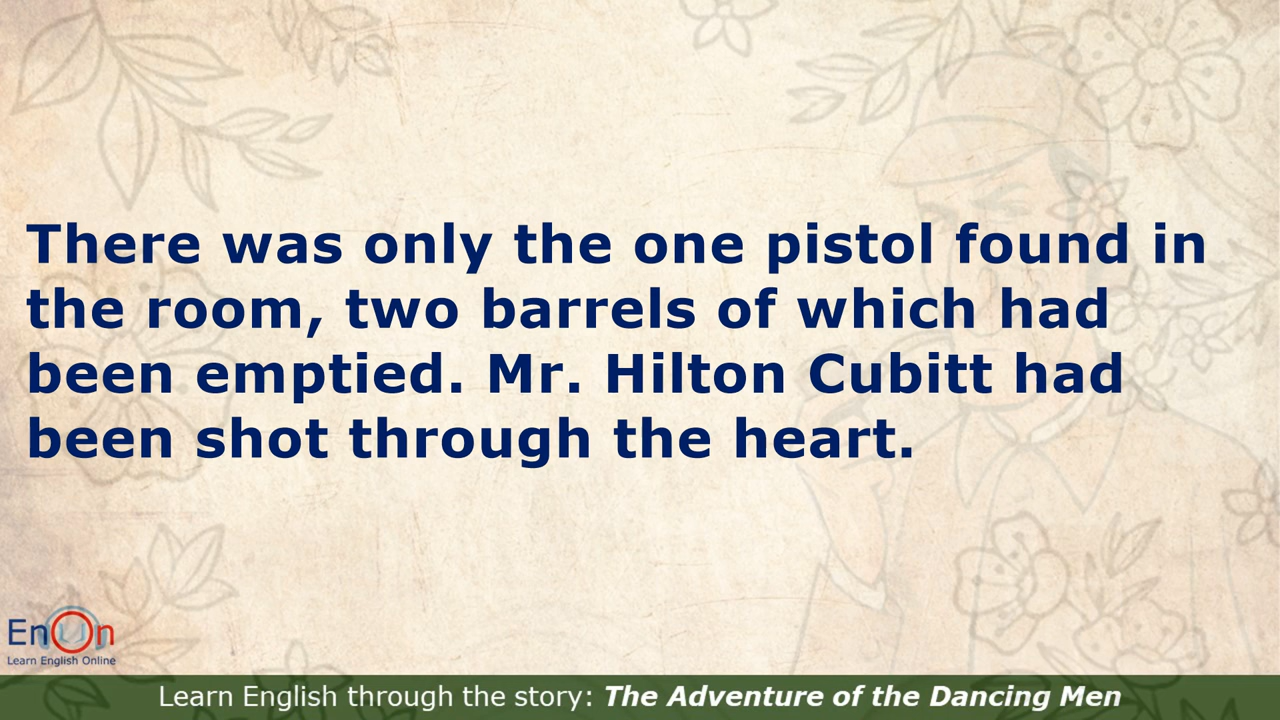 There was only the one pistol found in
the room, two barrels of which had
been emptied. Mr. Hilton Cubitt had
been shot through the heart.
EnOn
Learn English Online
Learn English through the story: The Adventure of the Dancing Men